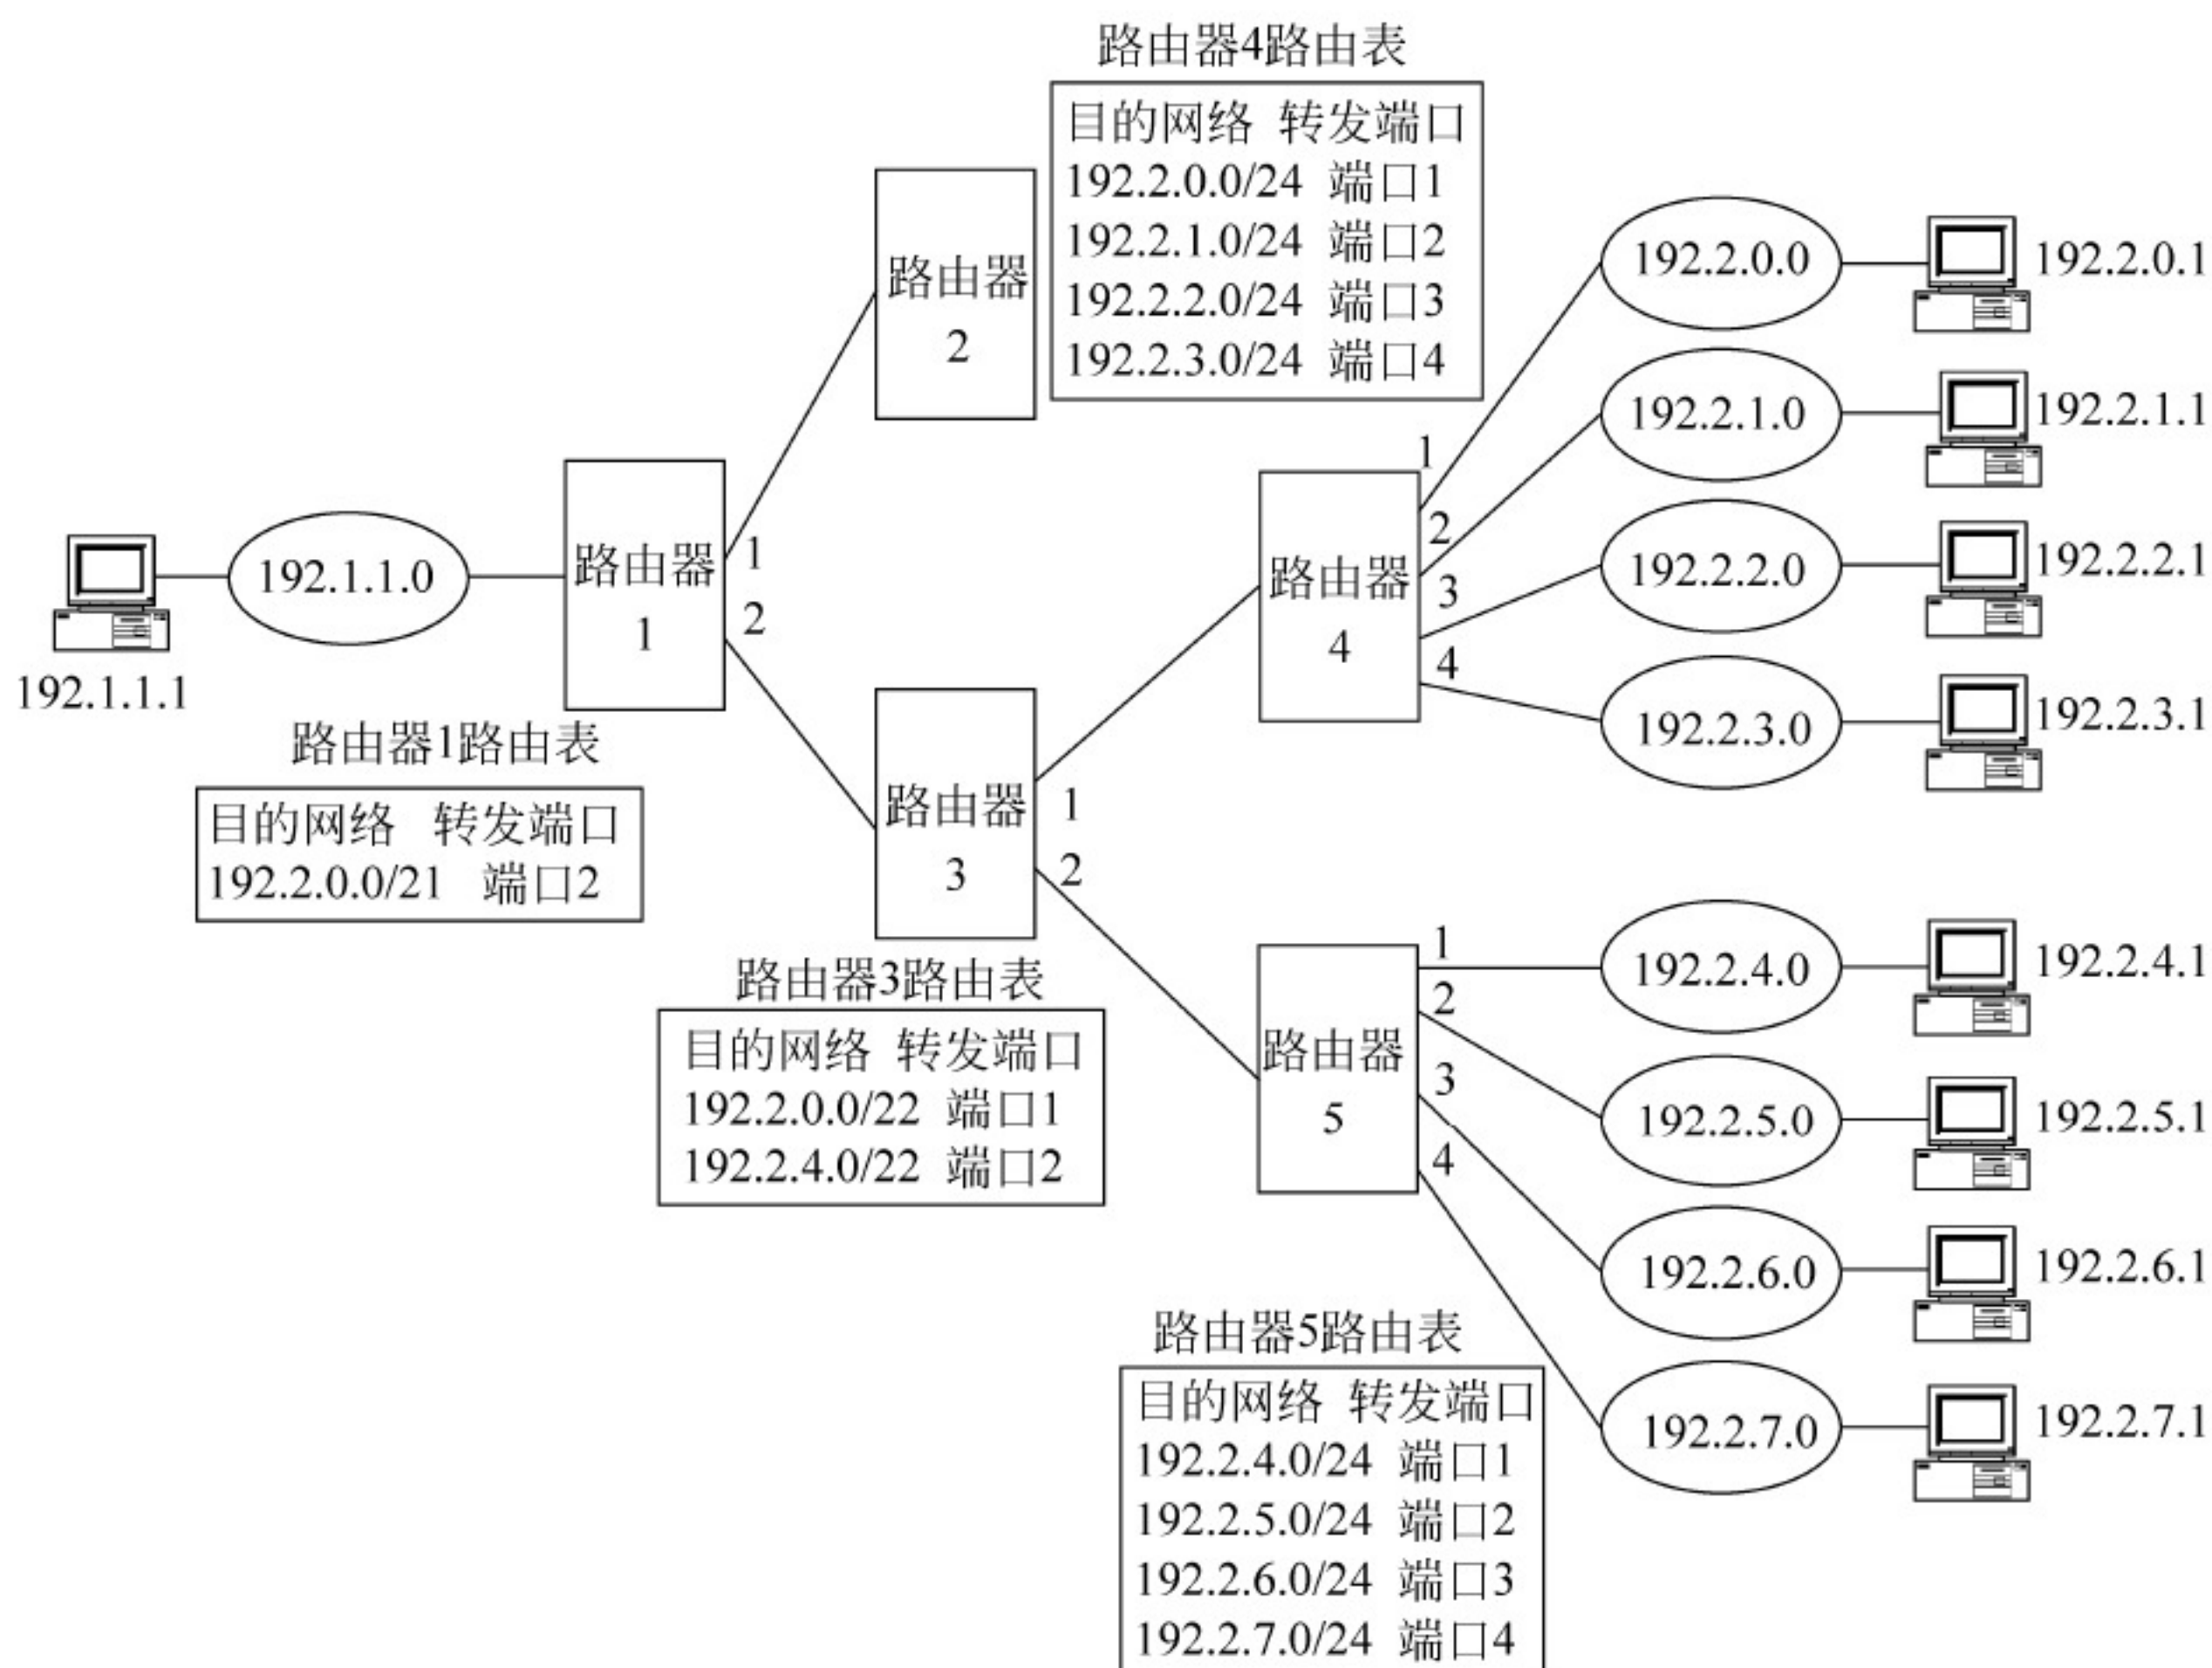 路由器4路由表
目的网络 转发端口
192.2.0.0/24 端口1
192.2.1.0/24 端口2
192.2.2.0/24 端口3
192.2.3.0/24 端口4
路由器
2
192.2.0.0
192.2.0.1
192.2.1.0
192.2.1.1
1
2
3
4
路由器
4
192.2.2.0
192.2.2.1
192.2.3.0
192.2.3.1
192.1.1.0
192.1.1.1
路由器
1
1
2
路由器1路由表
目的网络 转发端口
192.2.0.0/21 端口2
路由器
3
1
2
路由器3路由表
目的网络 转发端口
192.2.0.0/22 端口1
192.2.4.0/22 端口2
路由器
5
1
2
3
4
192.2.4.0
192.2.4.1
192.2.5.0
192.2.5.1
192.2.6.0
192.2.6.1
192.2.7.0
192.2.7.1
路由器5路由表
目的网络 转发端口
192.2.4.0/24 端口1
192.2.5.0/24 端口2
192.2.6.0/24 端口3
192.2.7.0/24 端口4